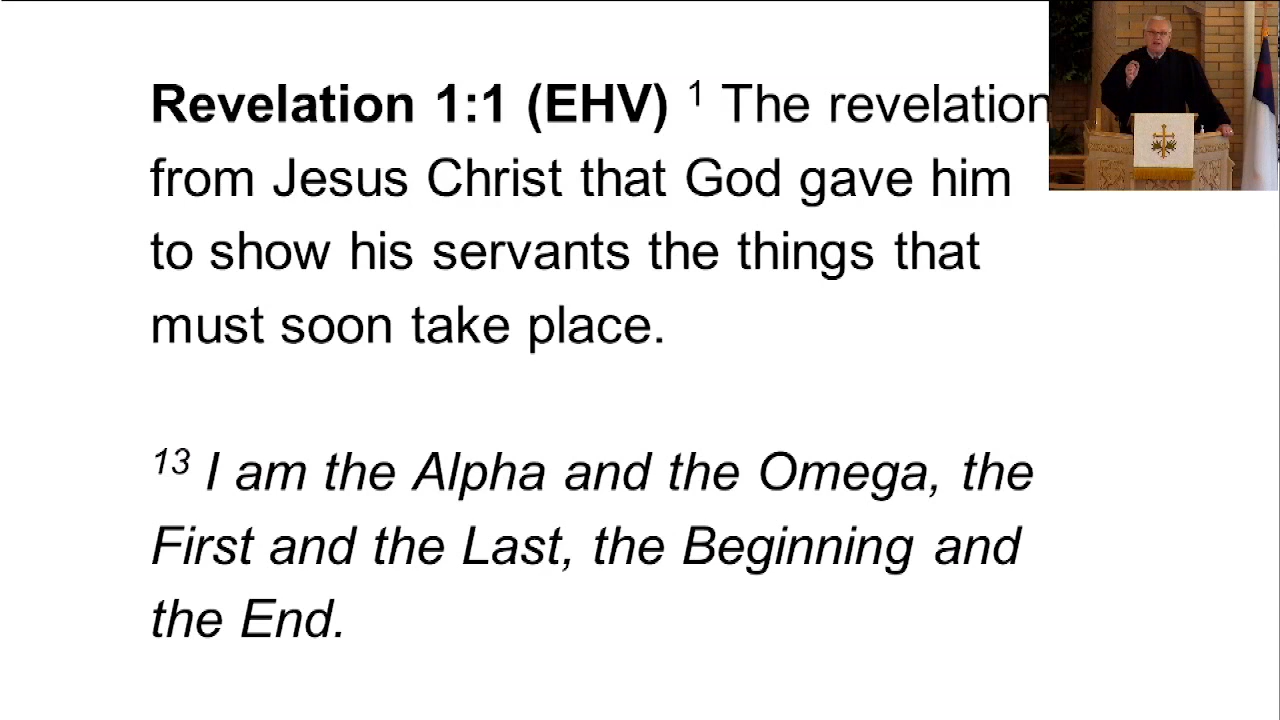 Revelation 1:1 (EHV) 1 The revelation
from Jesus Christ that God gave him
to show his servants the things that
must soon take place.
13 I am the Alpha and the Omega, the
First and the Last, the Beginning and
the End.